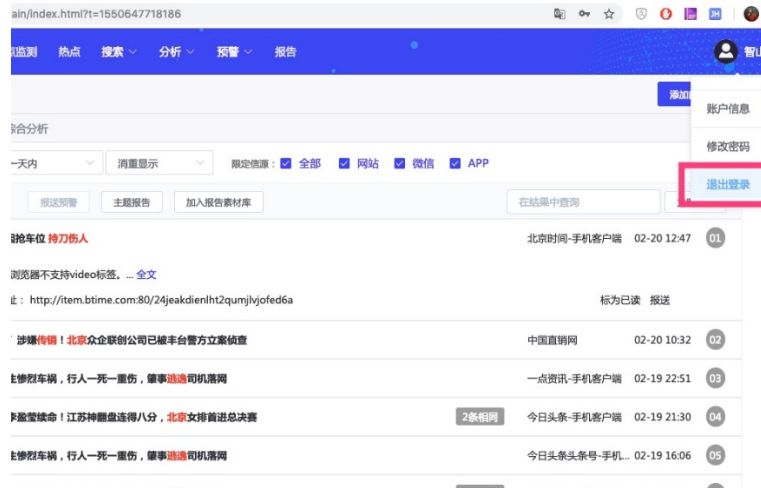 ain/index.html?t=1550647718186
监测 热点 搜索 分析 预警 报告 智
添加
综合分析
账户信息
修改密码
一天内 消重显示 限定信源： 全部 网站 微信 APP
退出登录
报送预警 主题报告 加入报告素材库 在结果中查询
抢车位 持刀伤人 北京时间-手机客户端 02-20 12:47 01
浏览器不支持video标签。... 全文
址： http://item.btime.com:80/24jeakdienlht2qumjlvjofed6a 标为已读 报送
涉嫌传销！北京众企联创公司已被丰台警方立案侦查 中国直销网 02-20 10:32 02
生惨烈车祸，行人一死一重伤，肇事逃逸司机落网 一点资讯-手机客户端 02-19 22:51 03
李盈莹续命！江苏神翻盘连得八分，北京女排首进总决赛 2条相同 今日头条-手机客户端 02-19 21:30 04
生惨烈车祸，行人一死一重伤，肇事逃逸司机落网 今日头条头条号-手机... 02-19 16:06 05